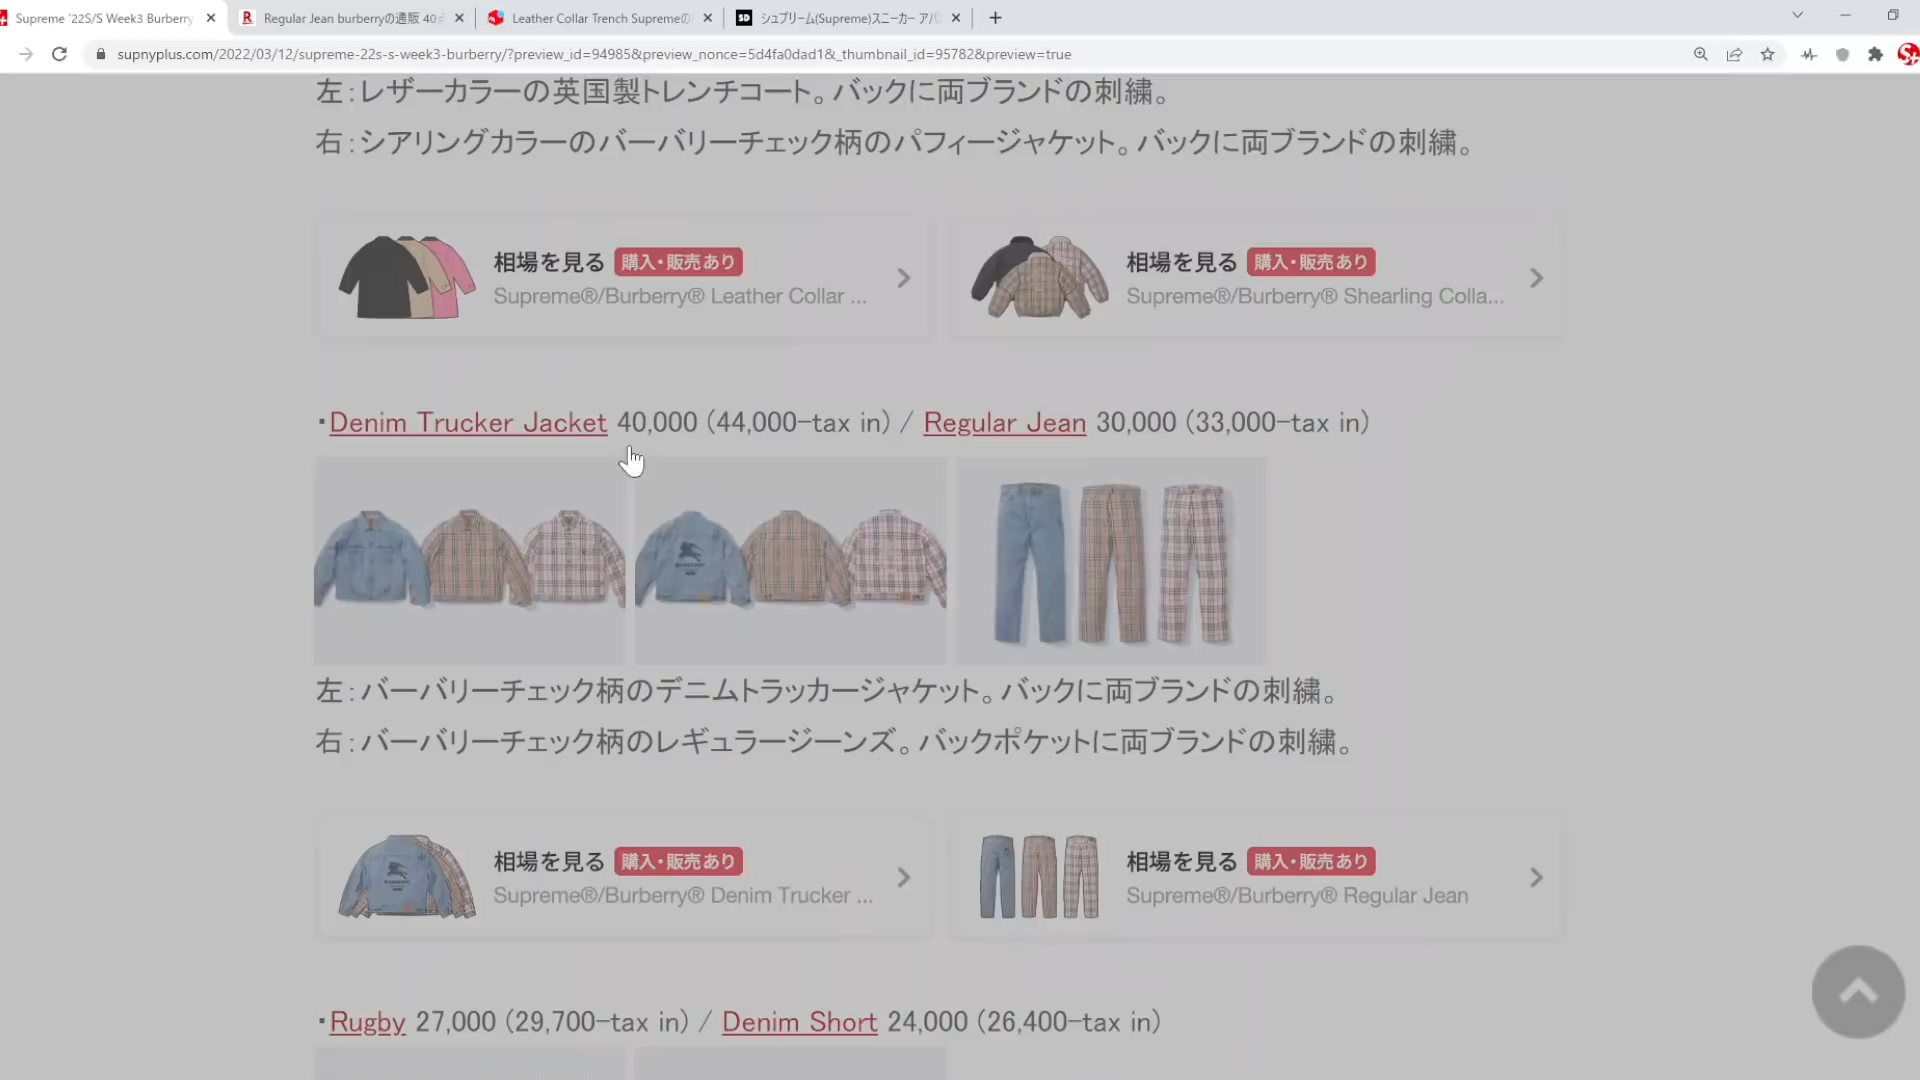 Supreme '22S/S Week3 Burberry
Regular Jean burberryの通販 40
Leather Collar Trench Supremeの
シュプリーム(Supreme)スニーカー アパ
supnyplus.com/2022/03/12/supreme-22s-s-week3-burberry/?preview_id=94985&preview_nonce=5d4fa0dad1&_thumbnail_id=95782&preview=true
左：レザーカラーの英国製トレンチコート。バックに両ブランドの刺繍。
右：シアリングカラーのバーバリーチェック柄のパフィージャケット。バックに両ブランドの刺繍。
相場を見る 購入・販売あり
Supreme®/Burberry® Leather Collar ...
相場を見る 購入・販売あり
Supreme®/Burberry® Shearling Colla...
・Denim Trucker Jacket 40,000 (44,000-tax in) / Regular Jean 30,000 (33,000-tax in)
左：バーバリーチェック柄のデニムトラッカージャケット。バックに両ブランドの刺繍。
右：バーバリーチェック柄のレギュラージーンズ。バックポケットに両ブランドの刺繍。
相場を見る 購入・販売あり
Supreme®/Burberry® Denim Trucker ...
相場を見る 購入・販売あり
Supreme®/Burberry® Regular Jean
・Rugby 27,000 (29,700-tax in) / Denim Short 24,000 (26,400-tax in)